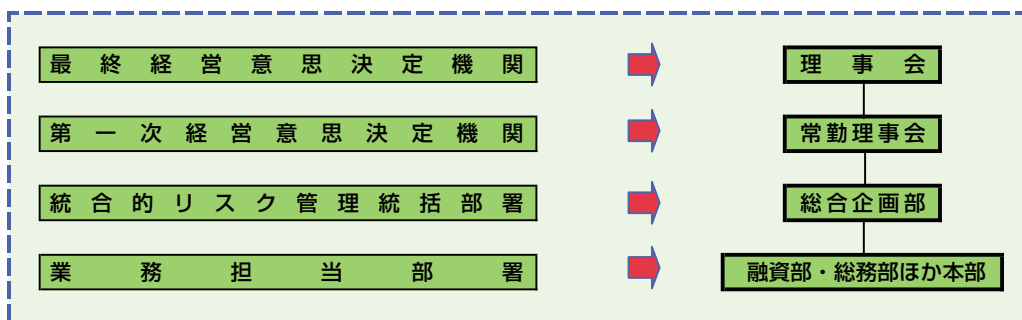 最終経営意思決定機関 理事会
第一次経営意思決定機関 常勤理事会
統合的リスク管理統括部署 総合企画部
業務担当部署 融資部・総務部ほか本部